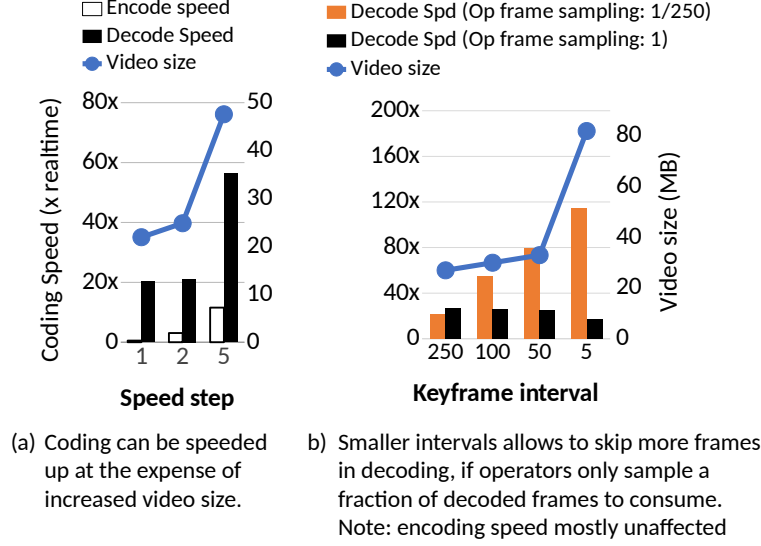 Encode speed
Decode Speed
Video size
80x
60x
40x
20x
0
50
40
30
20
10
0
Coding Speed (x realtime)
1 2 5
Speed step
(a) Coding can be speeded
up at the expense of
increased video size.
Decode Spd (Op frame sampling: 1/250)
Decode Spd (Op frame sampling: 1)
Video size
200x
160x
120x
80x
40x
0
80
60
40
20
0
Video size (MB)
250 100 50 5
Keyframe interval
b) Smaller intervals allows to skip more frames
in decoding, if operators only sample a
fraction of decoded frames to consume.
Note: encoding speed mostly unaffected